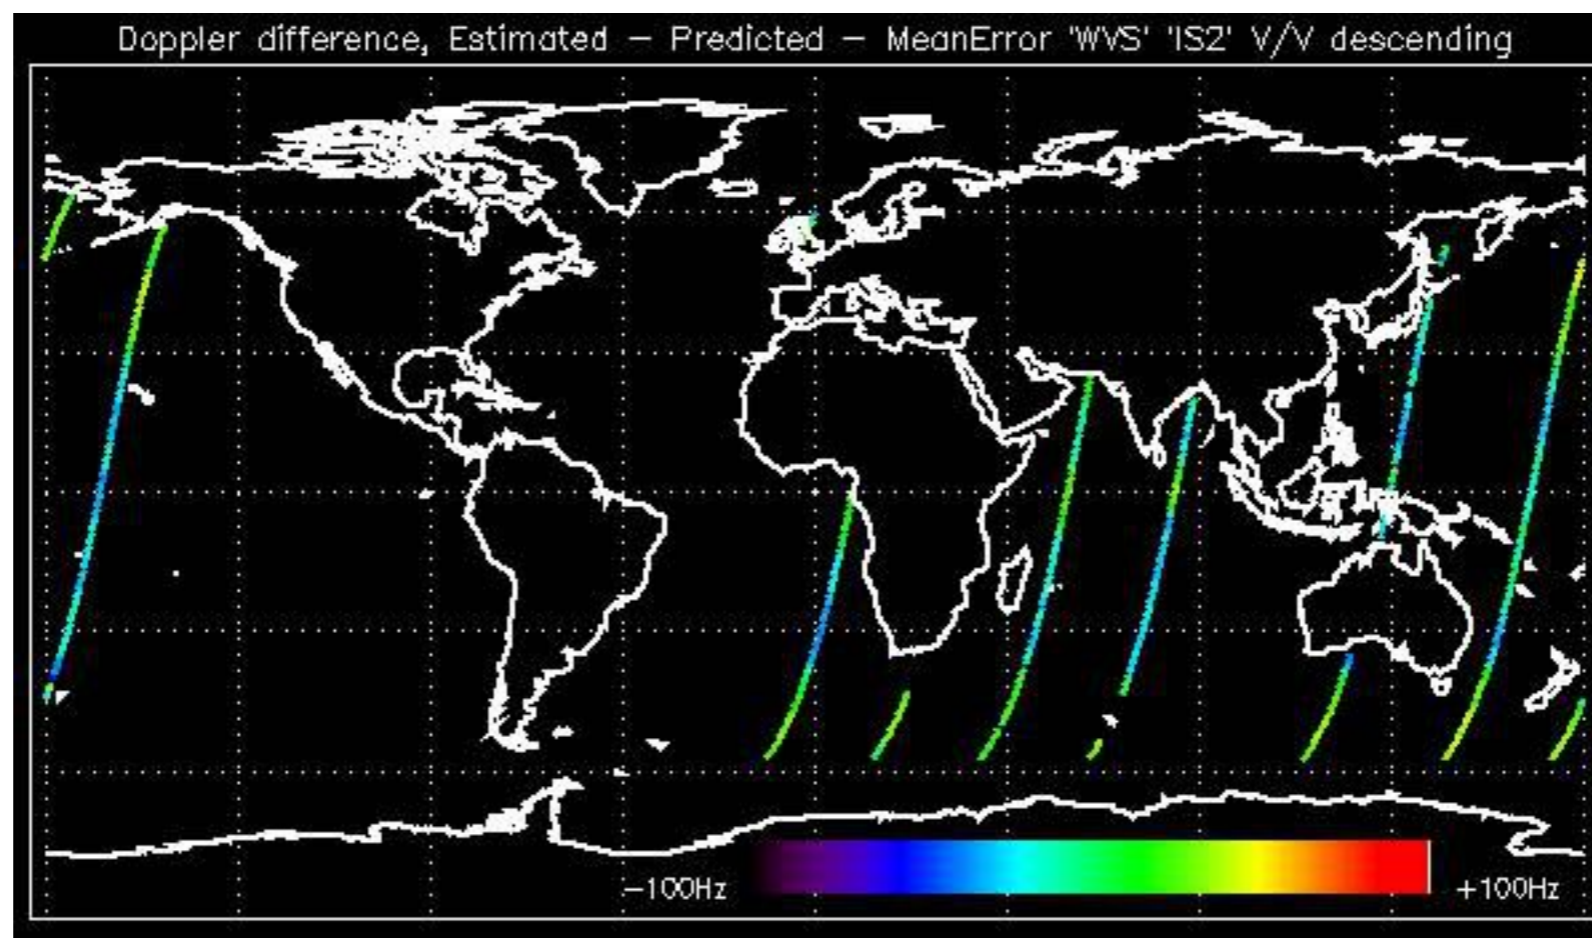 Doppler difference, Estimated – Predicted – MeanError 'WVS' 'IS2' V/V descending
-100Hz
+100Hz